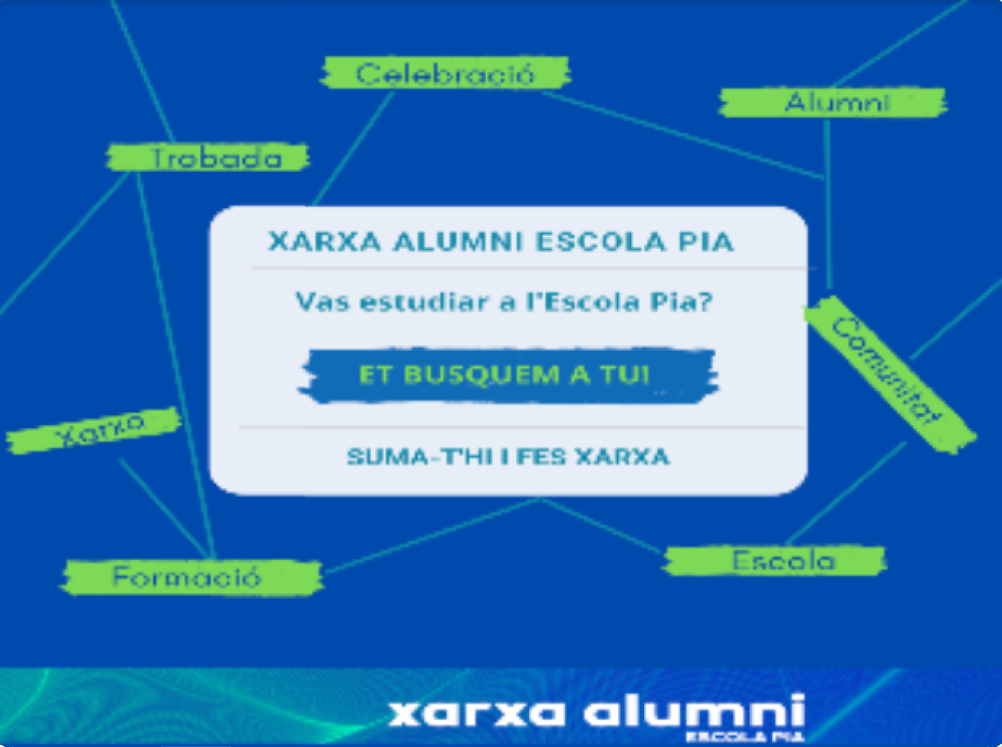 Celebració
Alumni
Trobada
XARXA ALUMNI ESCOLA PIA
Vas estudiar a l'Escola Pia?
ET BUSQUEM A TU!
SUMA-T'HI I FES XARXA
Comunitat
Xarxa
Formació
Escola
xarxa alumni
ESCOLA PIA